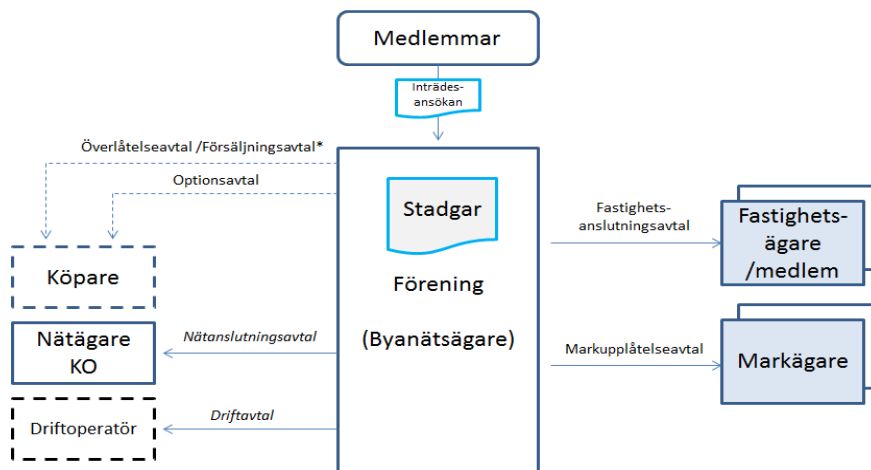 Medlemmar
Inträdes-
ansökan
Överlåtelseavtal /Försäljningsavtal*
Optionsavtal
Stadgar
Förening
(Byanätsägare)
Fastighets-
anslutningsavtal
Fastighets-
ägare
/medlem
Köpare
Nätägare
KO
Nätanslutningsavtal
Markupplåtelseavtal
Markägare
Driftoperatör
Driftavtal